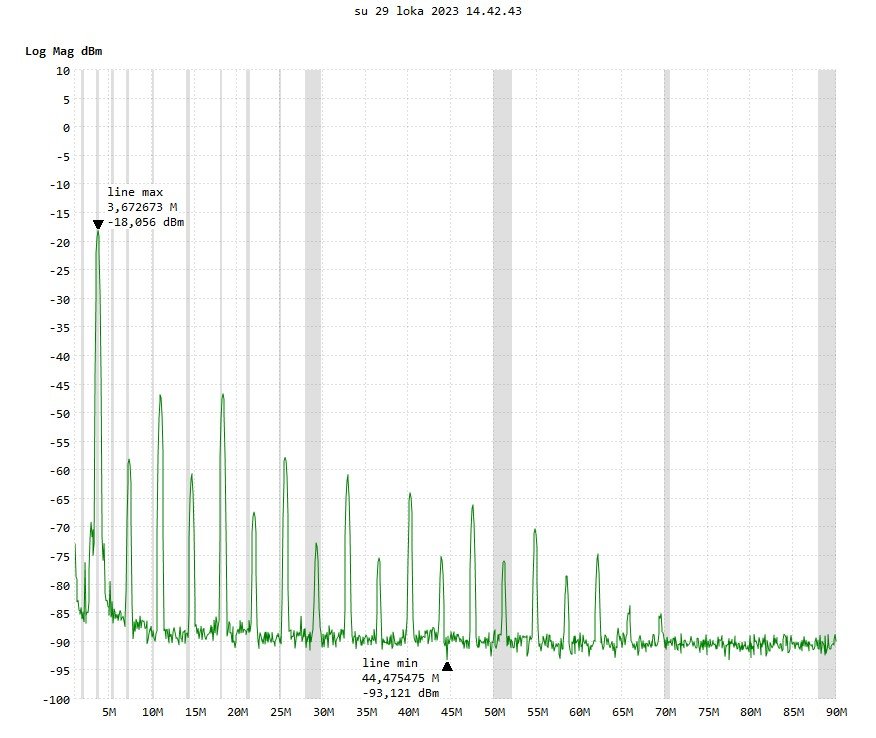 su 29 loka 2023 14.42.43
Log Mag dBm
10
5
0
-5
-10
line max
3,672673 M
-15
-18,056 dBm
-20
-25
-30
-35
-40
-45
-50
-55
-60
-65
-70
-75
-80
-85
-90
line min
-95
44,475475 M
-93,121 dBm
-100
5M 10M 15M 20M 25M 30M 35M 40M 45M 50M 55M 60M 65M 70M 75M 80M 85M 90M